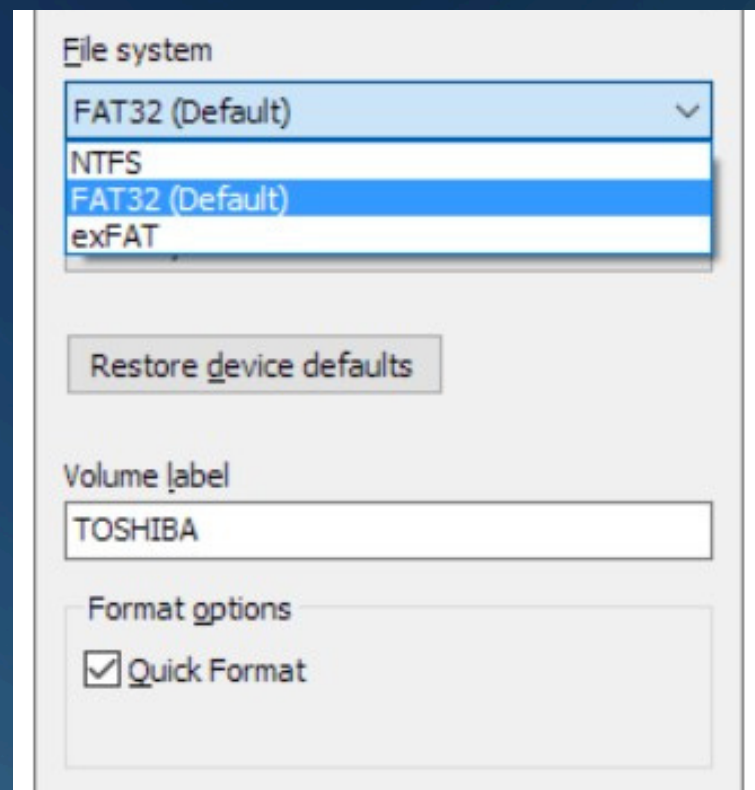 File system
FAT32 (Default)
NTFS
FAT32 (Default)
exFAT
Restore device defaults
Volume label
TOSHIBA
Format options
Quick Format